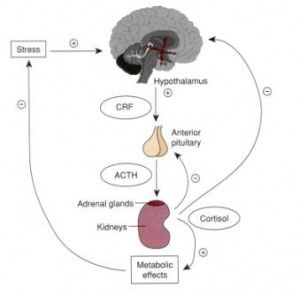 Stress
+
Hypothalamus
+
CRF
Anterior
pituitary
ACTH
Adrenal glands
Kidneys
Cortisol
Metabolic
effects
+
−
−
−